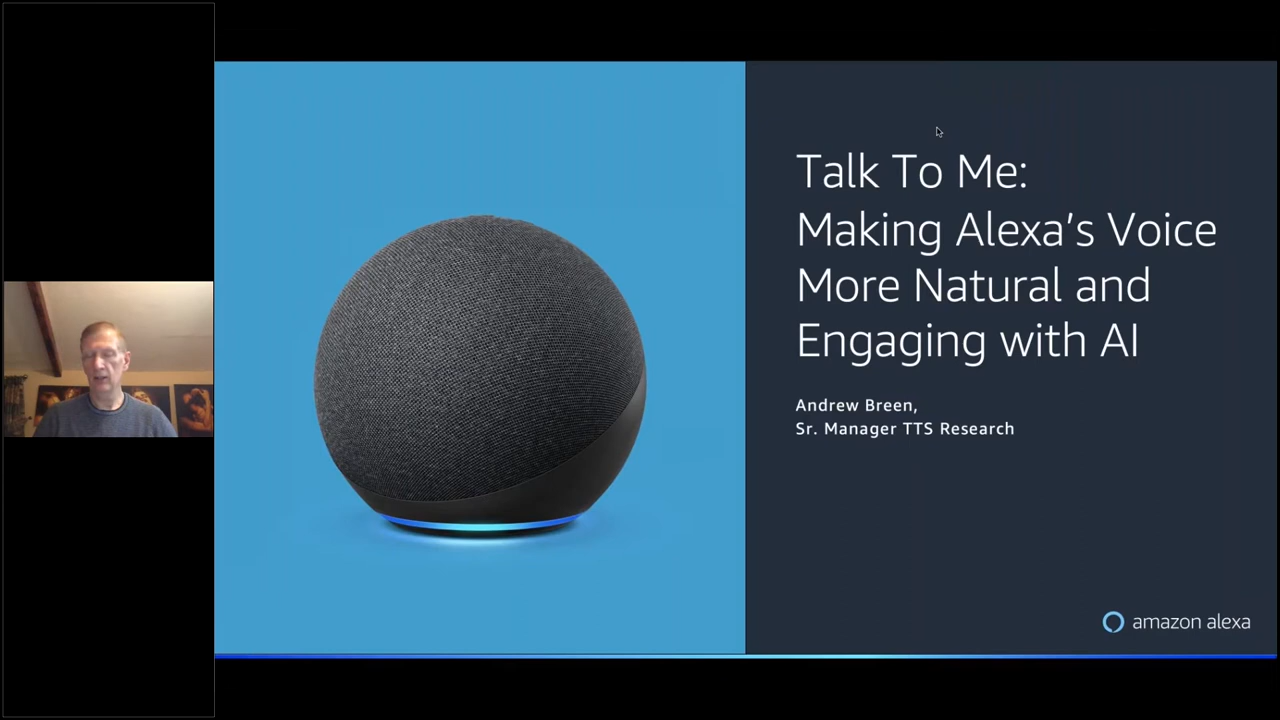 Talk To Me:
Making Alexa's Voice
More Natural and
Engaging with AI
Andrew Breen,
Sr. Manager TTS Research
amazon alexa